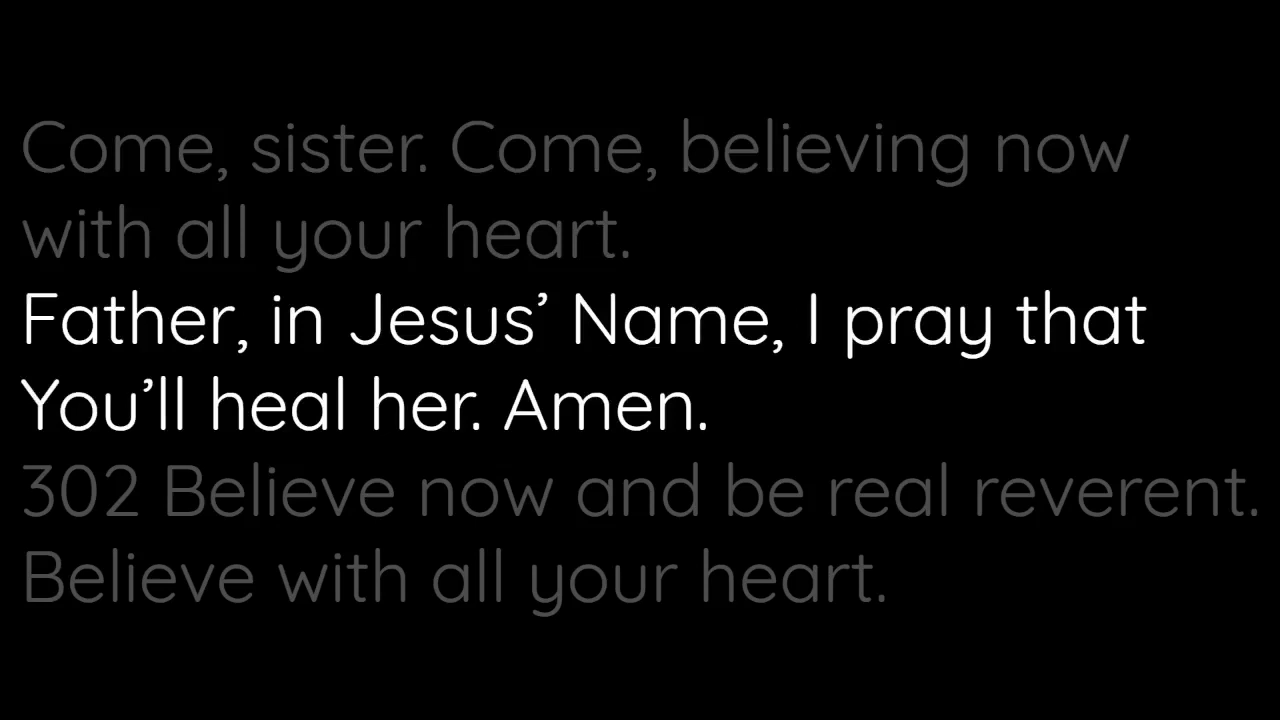 Come, sister. Come, believing now
with all your heart.
Father, in Jesus’ Name, I pray that
You’ll heal her. Amen.
302 Believe now and be real reverent.
Believe with all your heart.